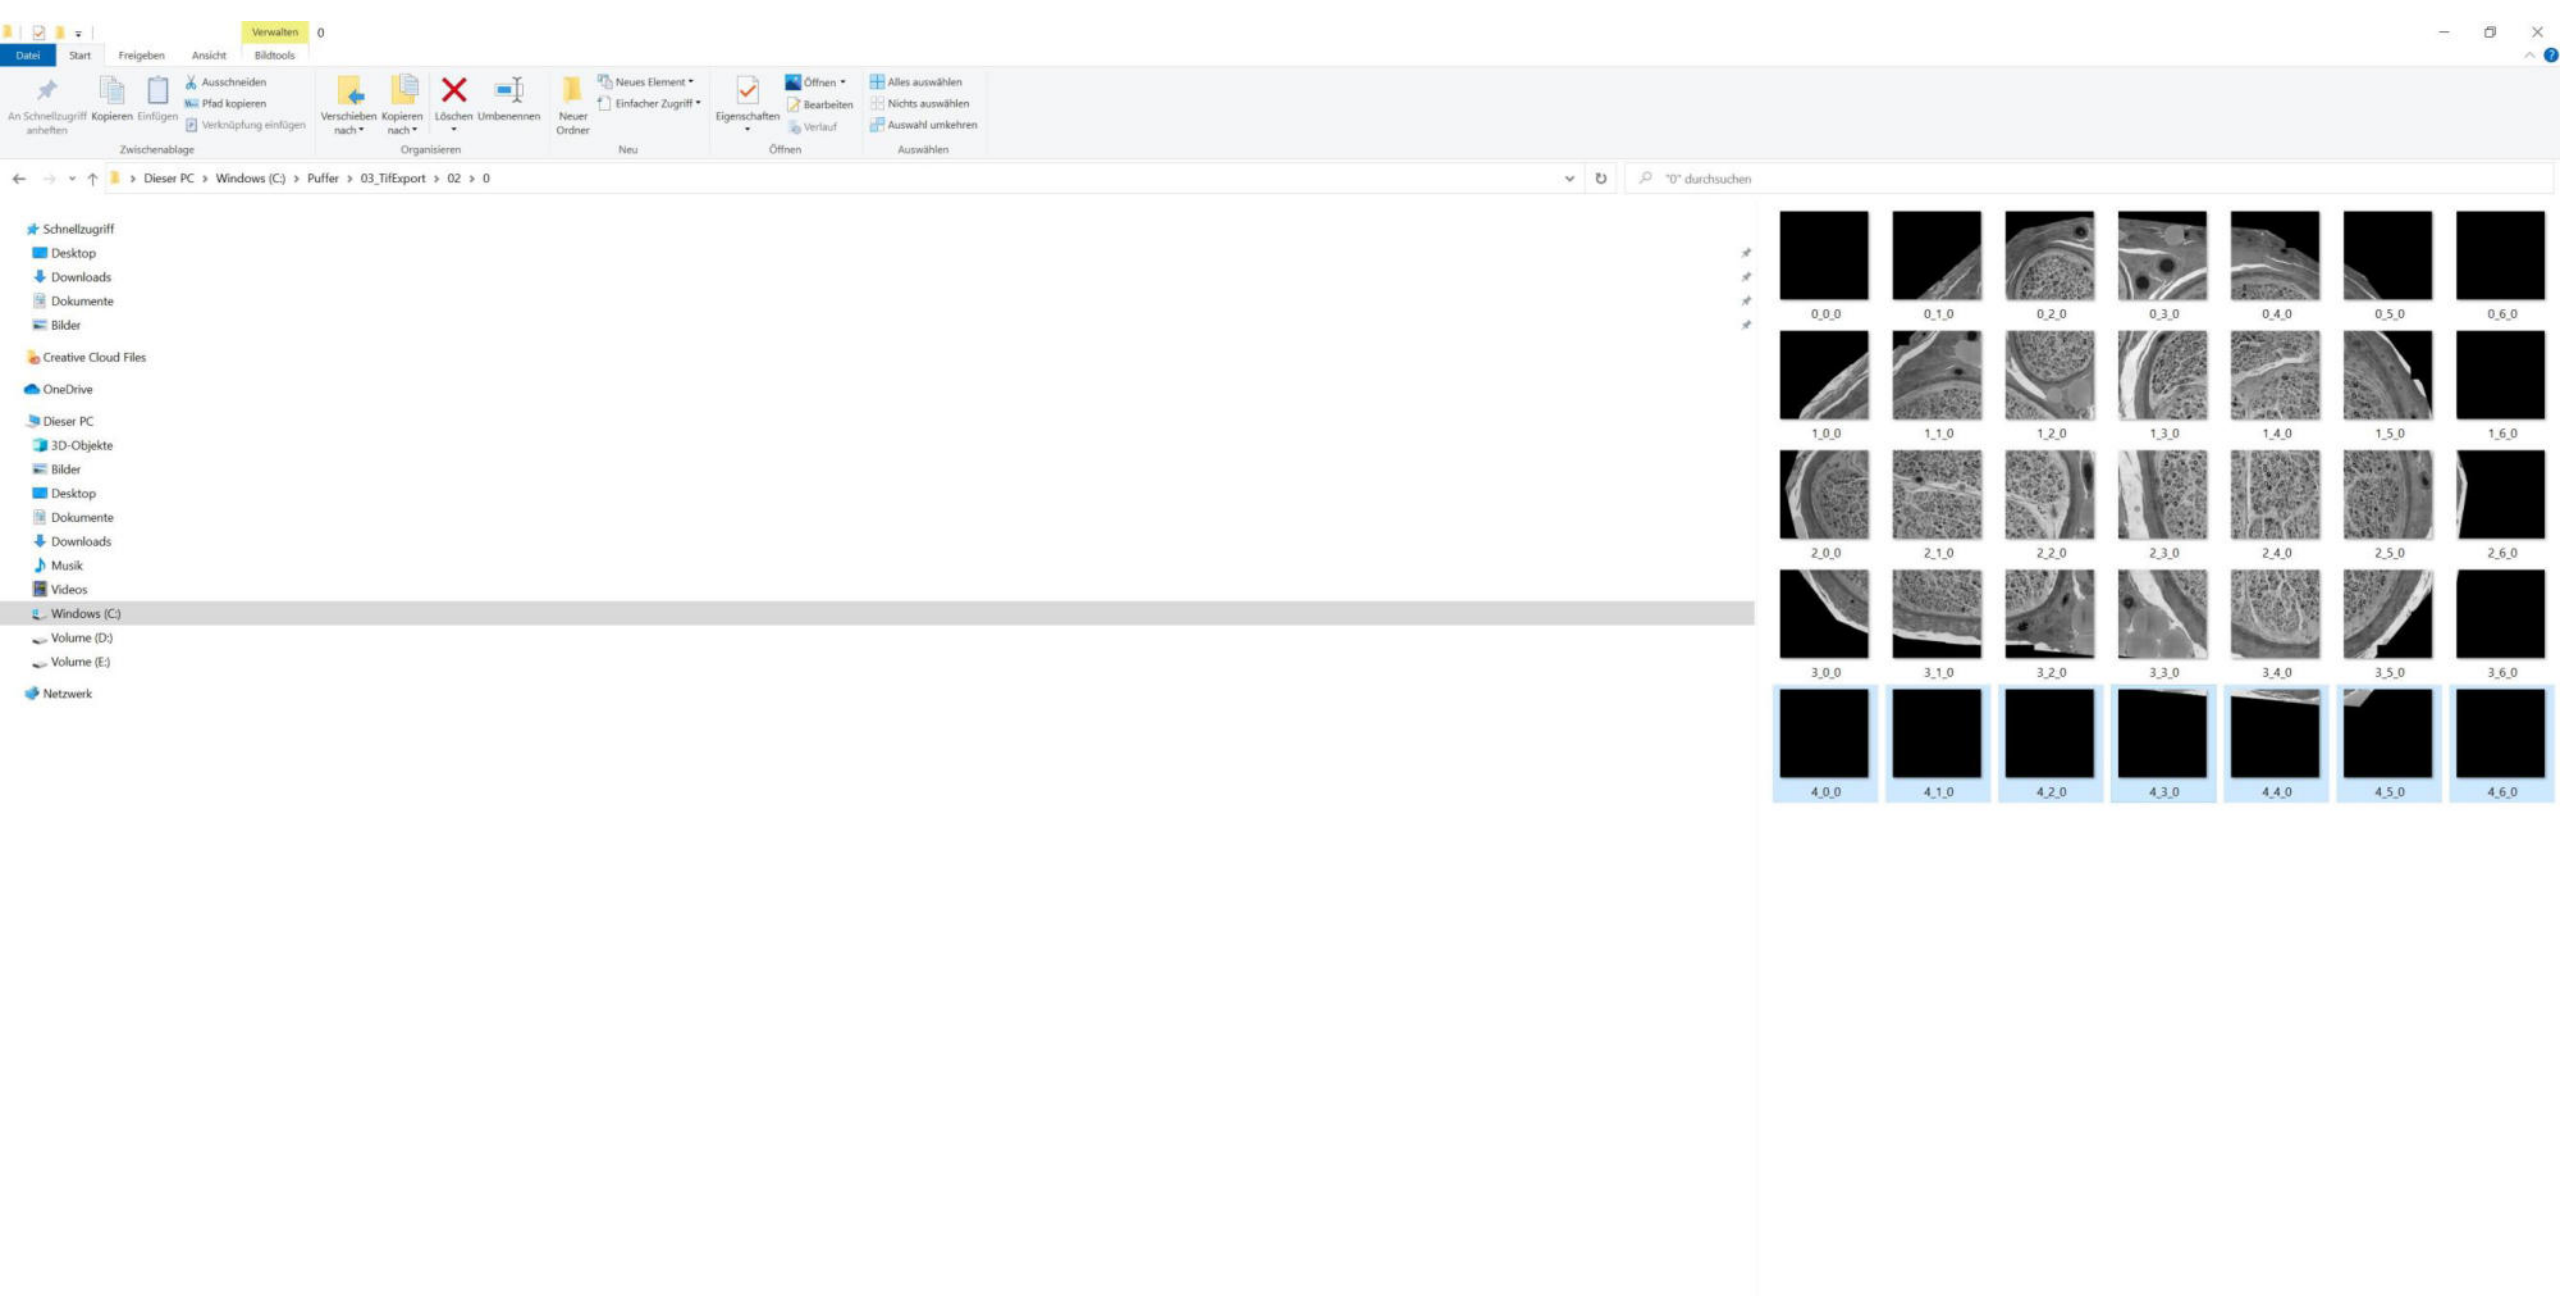 Verwalten 0
Datei Start Freigeben Ansicht Bildtools
An Schnellzugriff anheften
Kopieren
Einfügen
Ausschneiden
Pfad kopieren
Verknüpfung einfügen
Zwischenablage
Verschieben nach
Kopieren nach
Löschen
Umbenennen
Organisieren
Neuer Ordner
Neues Element
Einfacher Zugriff
Neu
Eigenschaften
Öffnen
Bearbeiten
Verlauf
Öffnen
Alles auswählen
Nichts auswählen
Auswahl umkehren
Auswählen
Dieser PC > Windows (C:) > Puffer > 03_TifExport > 02 > 0
"0" durchsuchen
Schnellzugriff
Desktop
Downloads
Dokumente
Bilder
Creative Cloud Files
OneDrive
Dieser PC
3D-Objekte
Bilder
Desktop
Dokumente
Downloads
Musik
Videos
Windows (C:)
Volume (D:)
Volume (E:)
Netzwerk
0_0_0 0_1_0 0_2_0 0_3_0 0_4_0 0_5_0 0_6_0
1_0_0 1_1_0 1_2_0 1_3_0 1_4_0 1_5_0 1_6_0
2_0_0 2_1_0 2_2_0 2_3_0 2_4_0 2_5_0 2_6_0
3_0_0 3_1_0 3_2_0 3_3_0 3_4_0 3_5_0 3_6_0
4_0_0 4_1_0 4_2_0 4_3_0 4_4_0 4_5_0 4_6_0